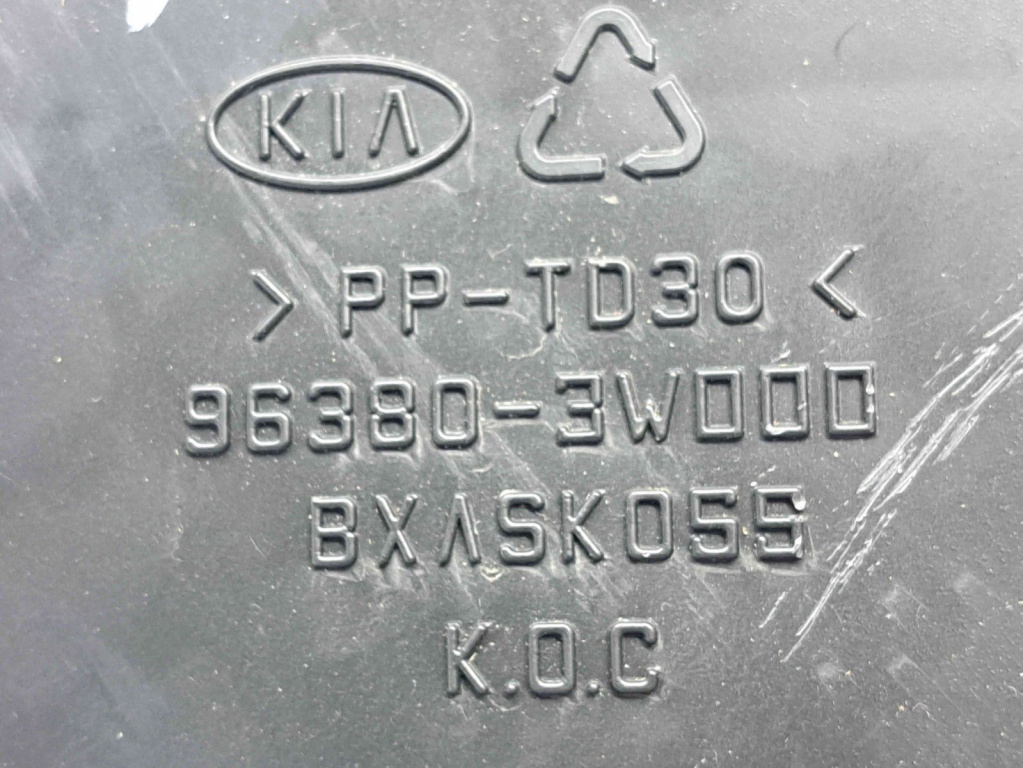 KIA
> PP-TD30 <
96380-3W000
BXASK055
K.O.C